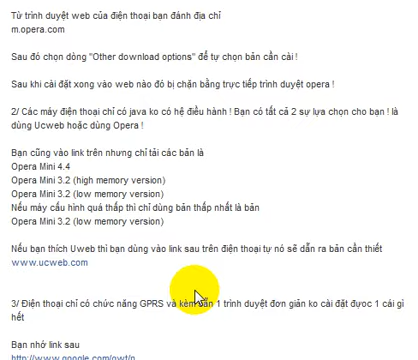 Từ trình duyệt web của điện thoại bạn đánh địa chỉ
m.opera.com
Sau đó chọn dòng "Other download options" để tự chọn bản cần cài !
Sau khi cài đặt xong vào web nào đó bị chặn bằng trực tiếp trình duyệt opera !
2/ Các máy điện thoại chỉ có java ko có hệ điều hành ! Bạn có tất cả 2 sự lựa chọn cho bạn ! là
dùng Ucweb hoặc dùng Opera !
Bạn cũng vào link trên nhưng chỉ tải các bản là
Opera Mini 4.4
Opera Mini 3.2 (high memory version)
Opera Mini 3.2 (low memory version)
Nếu máy cấu hình quá thấp thì chỉ dùng bản thấp nhất là bản
Opera Mini 3.2 (low memory version)
Nếu bạn thích Uweb thì bạn dùng vào link sau trên điện thoại tự nó sẽ dẫn ra bản cần thiết
www.ucweb.com
3/ Điện thoại chỉ có chức năng GPRS và kèm sẵn 1 trình duyệt đơn giản ko cài đặt được 1 cái gì
hết
Bạn nhớ link sau
http://www.google.com/gwt/n